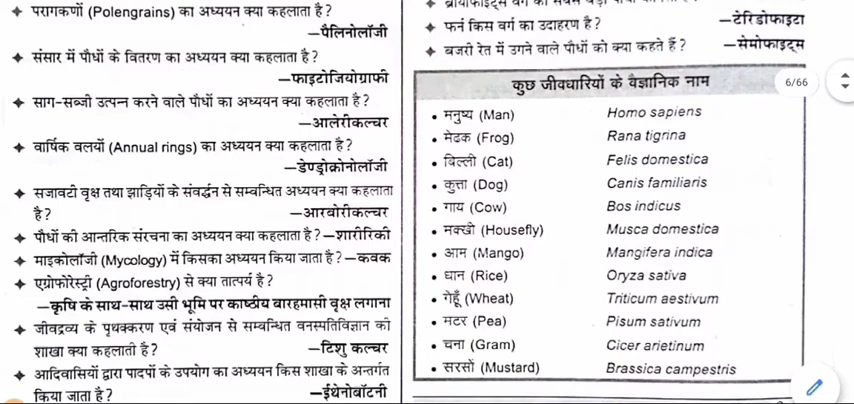 परागकणों (Polengrains) का अध्ययन क्या कहलाता है?
—पैलिनोलॉजी
संसार में पौधों के वितरण का अध्ययन क्या कहलाता है?
—फाइटोजियोग्राफी
साग-सब्जी उत्पन्न करने वाले पौधों का अध्ययन क्या कहलाता है?
—आलेरीकल्चर
वार्षिक वलयों (Annual rings) का अध्ययन क्या कहलाता है?
—डेण्ड्रोक्रोनोलॉजी
सजावटी वृक्ष तथा झाड़ियों के संवर्द्धन से सम्बन्धित अध्ययन क्या कहलाता
है? —आरबोरीकल्चर
पौधों की आन्तरिक संरचना का अध्ययन क्या कहलाता है?—शारीरिकी
माइकोलॉजी (Mycology) में किसका अध्ययन किया जाता है?—कवक
एग्रोफोरेस्ट्री (Agroforestry) से क्या तात्पर्य है?
—कृषि के साथ-साथ उसी भूमि पर काष्ठीय बारहमासी वृक्ष लगाना
जीवद्रव्य के पृथक्करण एवं संयोजन से सम्बन्धित वनस्पतिविज्ञान की
शाखा क्या कहलाती है? —टिशु कल्चर
आदिवासियों द्वारा पादपों के उपयोग का अध्ययन किस शाखा के अन्तर्गत
किया जाता है? —ईथेनोबॉटनी
फर्न किस वर्ग का उदाहरण है? —टेरिडोफाइटा
बजरी रेत में उगने वाले पौधों को क्या कहते हैं? —सेमोफाइट्स
कुछ जीवधारियों के वैज्ञानिक नाम
6/66
• मनुष्य (Man) Homo sapiens
• मेढक (Frog) Rana tigrina
• बिल्ली (Cat) Felis domestica
• कुत्ता (Dog) Canis familiaris
• गाय (Cow) Bos indicus
• मक्खी (Housefly) Musca domestica
• आम (Mango) Mangifera indica
• धान (Rice) Oryza sativa
• गेहूँ (Wheat) Triticum aestivum
• मटर (Pea) Pisum sativum
• चना (Gram) Cicer arietinum
• सरसों (Mustard) Brassica campestris